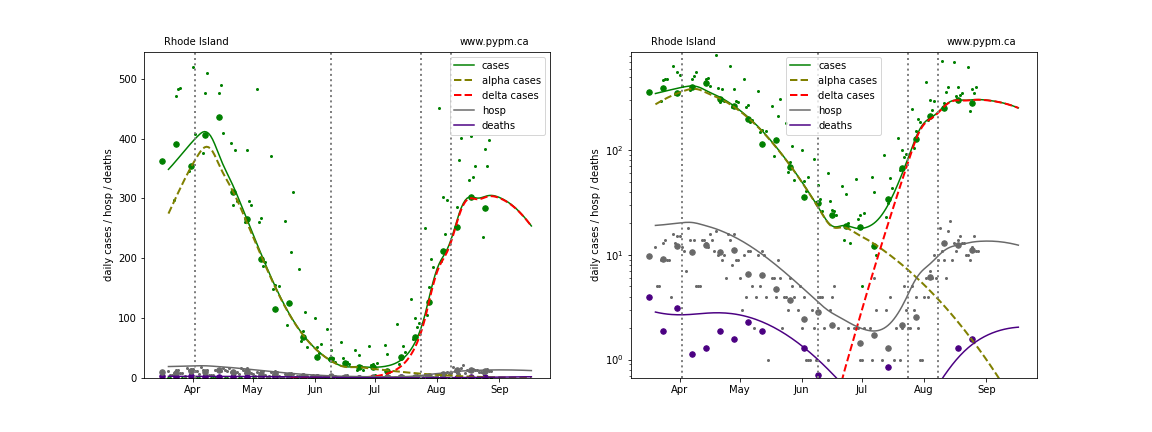 Rhode Island
www.pypm.ca
cases
alpha cases
delta cases
hosp
deaths
daily cases / hosp / deaths
500
400
300
200
100
0
Apr
May
Jun
Jul
Aug
Sep
Rhode Island
www.pypm.ca
cases
alpha cases
delta cases
hosp
deaths
daily cases / hosp / deaths
10²
10¹
10⁰
Apr
May
Jun
Jul
Aug
Sep